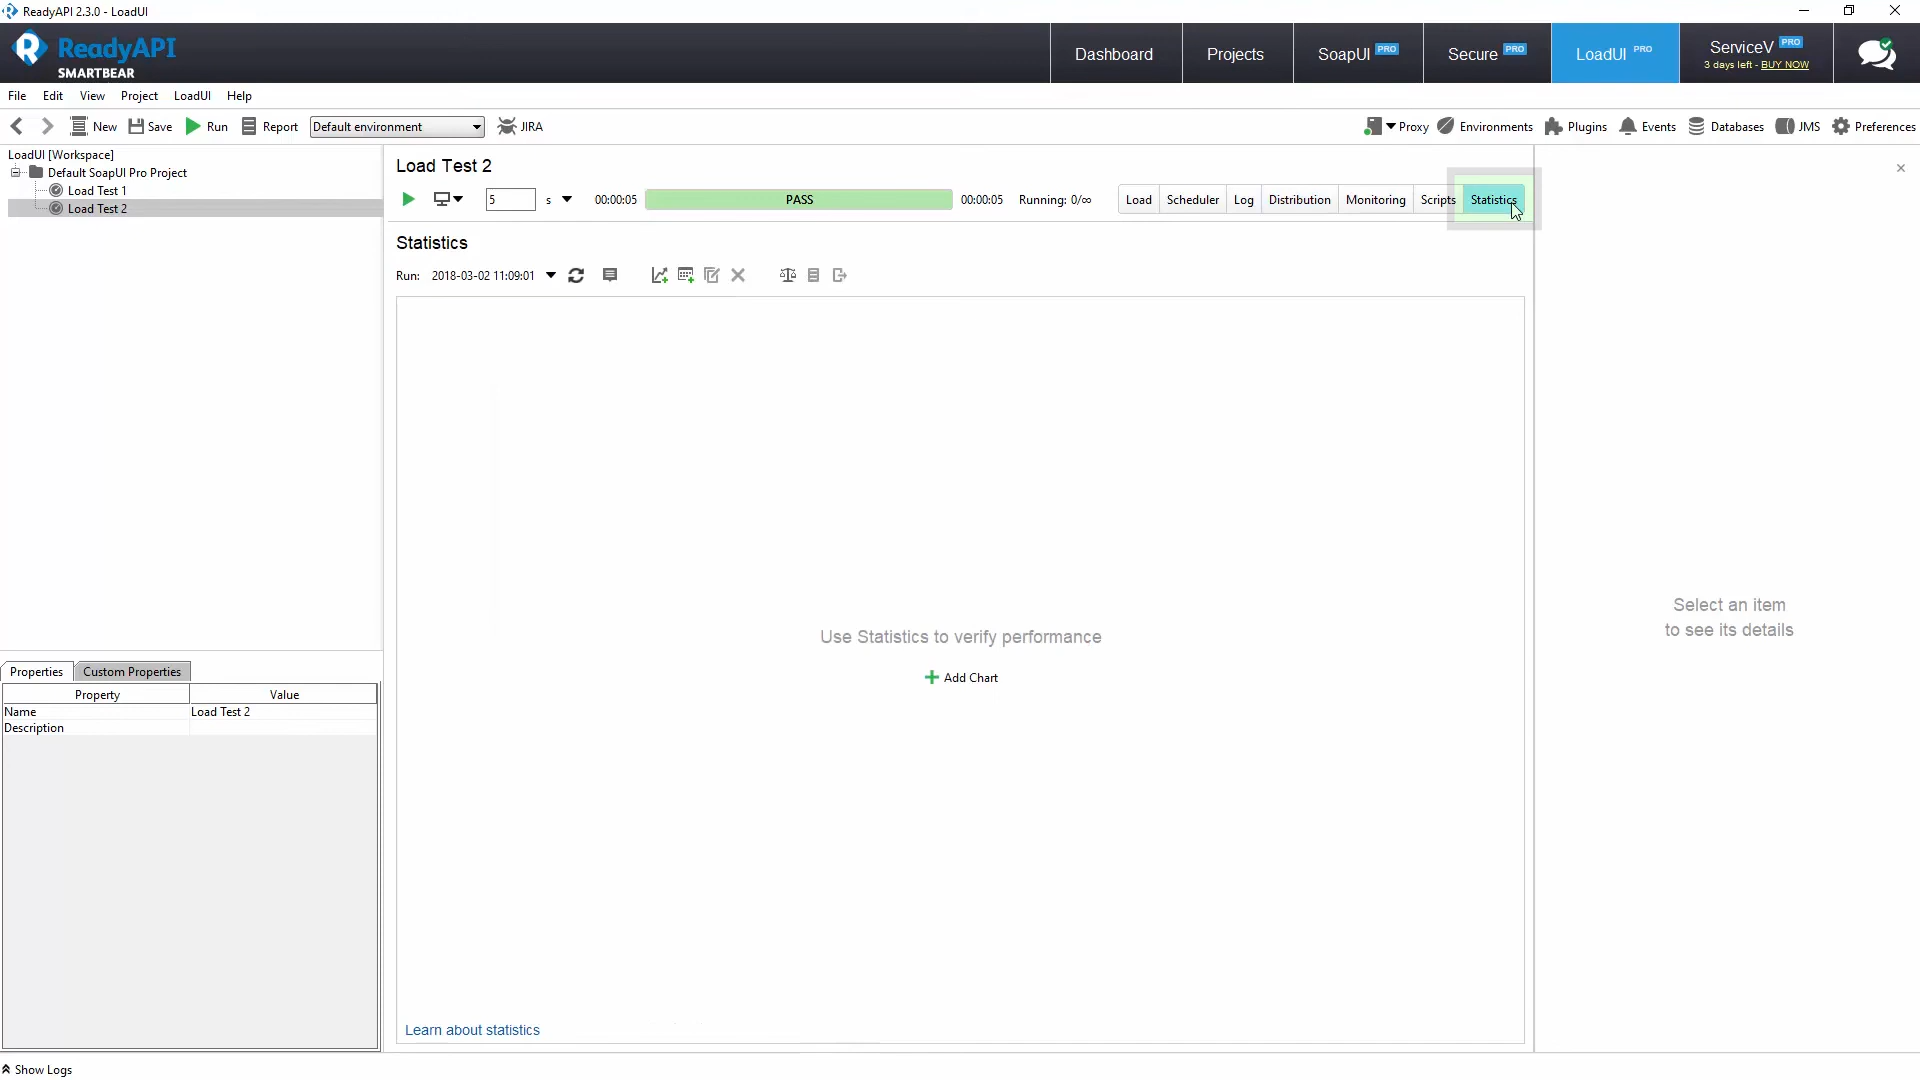 ReadyAPI 2.3.0 - LoadUI
ReadyAPI
SMARTBEAR
Dashboard
Projects
SoapUI PRO
Secure PRO
LoadUI PRO
ServiceV PRO
3 days left - BUY NOW
File Edit View Project LoadUI Help
New Save Run Report Default environment JIRA
Proxy Environments Plugins Events Databases JMS Preferences
LoadUI [Workspace]
Default SoapUI Pro Project
Load Test 1
Load Test 2
Load Test 2
5 s 00:00:05 PASS 00:00:05 Running: 0/∞
Load Scheduler Log Distribution Monitoring Scripts Statistics
Statistics
Run: 2018-03-02 11:09:01
Use Statistics to verify performance
Add Chart
Learn about statistics
Select an item
to see its details
Properties Custom Properties
Property Value
Name Load Test 2
Description
Show Logs